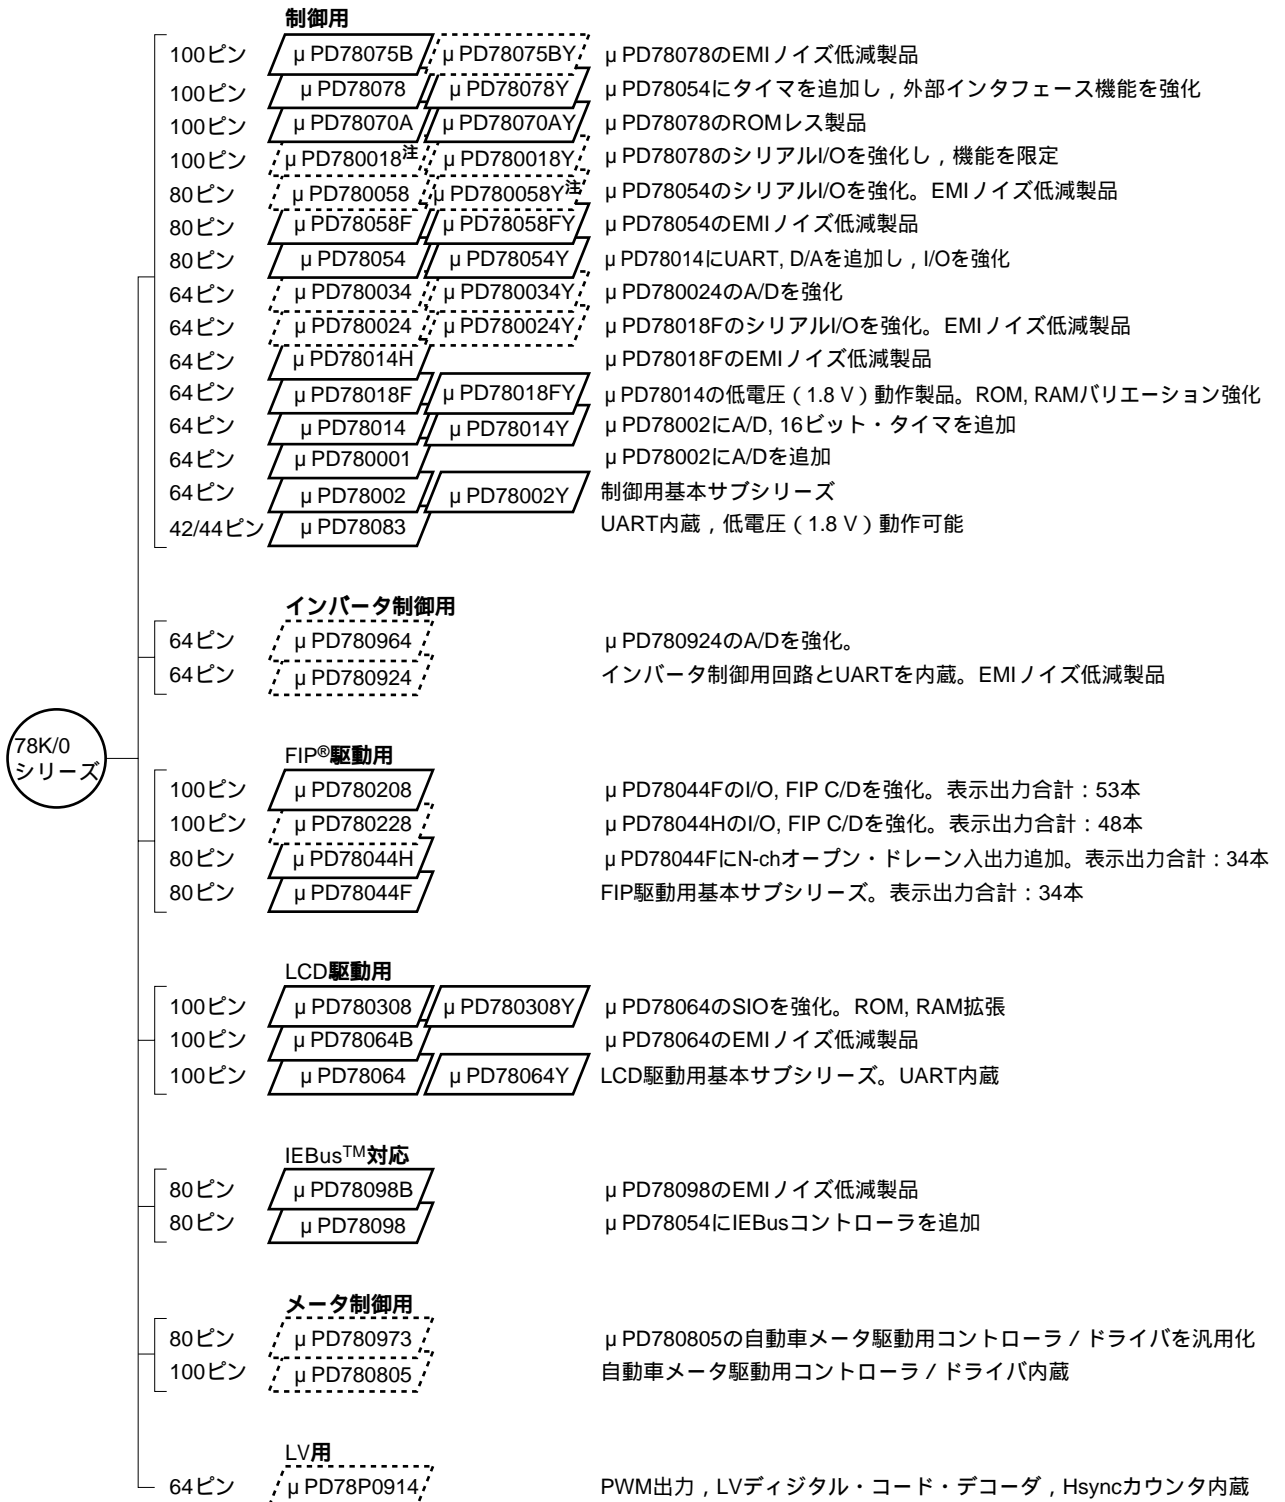 制御用
100ピン μPD78075B μPD78075BY μPD78078のEMIノイズ低減製品
100ピン μPD78078 μPD78078Y μPD78054にタイマを追加し，外部インタフェース機能を強化
100ピン μPD78070A μPD78070AY μPD78078のROMレス製品
100ピン μPD780018注 μPD780018Y μPD78078のシリアルI/Oを強化し，機能を限定
80ピン μPD780058 μPD780058Y注 μPD78054のシリアルI/Oを強化。EMIノイズ低減製品
80ピン μPD78058F μPD78058FY μPD78054のEMIノイズ低減製品
80ピン μPD78054 μPD78054Y μPD78014にUART, D/Aを追加し，I/Oを強化
64ピン μPD780034 μPD780034Y μPD780024のA/Dを強化
64ピン μPD780024 μPD780024Y μPD78018FのシリアルI/Oを強化。EMIノイズ低減製品
64ピン μPD78014H μPD78018FのEMIノイズ低減製品
64ピン μPD78018F μPD78018FY μPD78014の低電圧（1.8 V）動作製品。ROM, RAMバリエーション強化
64ピン μPD78014 μPD78014Y μPD78002にA/D, 16ビット・タイマを追加
64ピン μPD780001 μPD78002にA/Dを追加
64ピン μPD78002 μPD78002Y 制御用基本サブシリーズ
42/44ピン μPD78083 UART内蔵，低電圧（1.8 V）動作可能
インバータ制御用
64ピン μPD780964 μPD780924のA/Dを強化。
64ピン μPD780924 インバータ制御用回路とUARTを内蔵。EMIノイズ低減製品
78K/0
シリーズ
FIP®駆動用
100ピン μPD780208 μPD78044FのI/O, FIP C/Dを強化。表示出力合計：53本
100ピン μPD780228 μPD78044HのI/O, FIP C/Dを強化。表示出力合計：48本
80ピン μPD78044H μPD78044FにN-chオープン・ドレーン入出力追加。表示出力合計：34本
80ピン μPD78044F FIP駆動用基本サブシリーズ。表示出力合計：34本
LCD駆動用
100ピン μPD780308 μPD780308Y μPD78064のSIOを強化。ROM, RAM拡張
100ピン μPD78064B μPD78064のEMIノイズ低減製品
100ピン μPD78064 μPD78064Y LCD駆動用基本サブシリーズ。UART内蔵
IEBus™対応
80ピン μPD78098B μPD78098のEMIノイズ低減製品
80ピン μPD78098 μPD78054にIEBusコントローラを追加
メータ制御用
80ピン μPD780973 μPD780805の自動車メータ駆動用コントローラ／ドライバを汎用化
100ピン μPD780805 自動車メータ駆動用コントローラ／ドライバ内蔵
LV用
64ピン μPD78P0914 PWM出力，LVディジタル・コード・デコーダ，Hsyncカウンタ内蔵